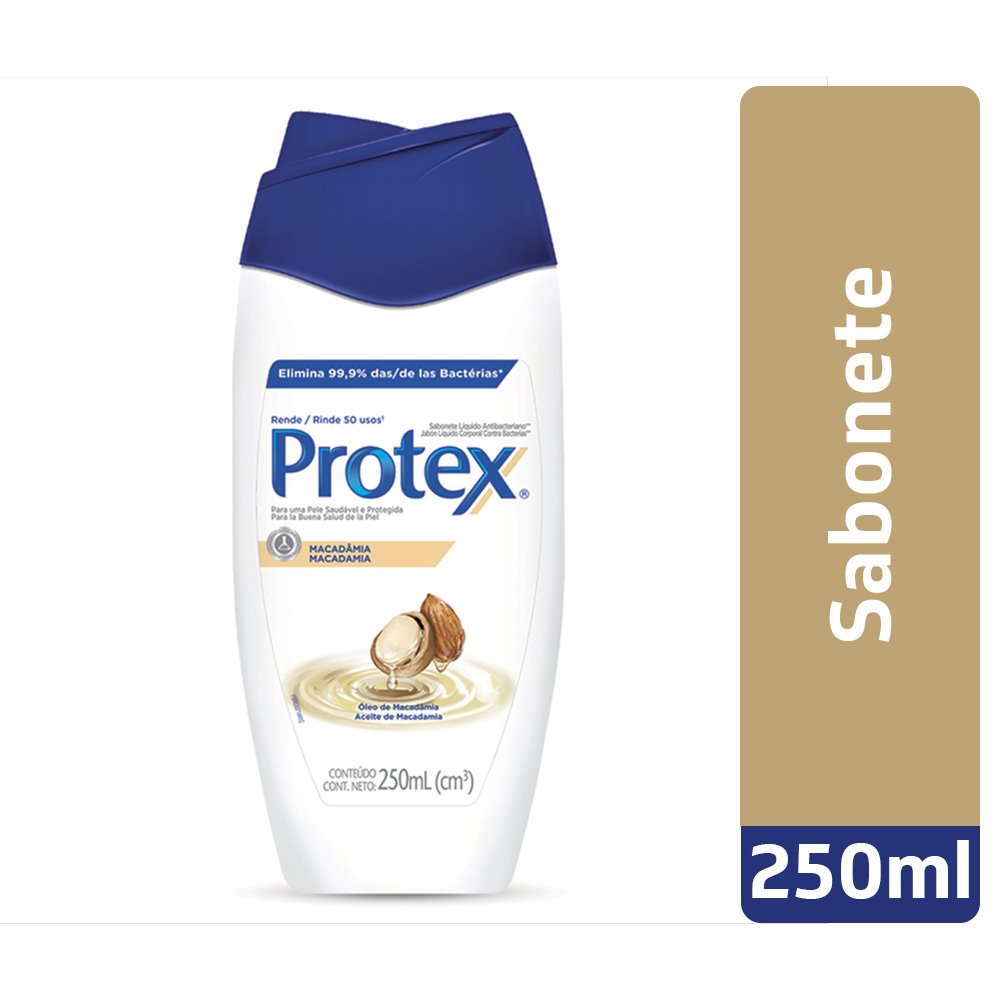 Elimina 99,9% das/de las Bactérias*
Rende / Rinde 50 usos¹
Sabonete Líquido Antibacteriano**
Jabón Líquido Corporal Contra Bacterias**
Protex®
Para uma Pele Saudável e Protegida
Para la Buena Salud de la Piel
MACADÂMIA
MACADAMIA
Óleo de Macadâmia
Aceite de Macadamia
CONTEÚDO
CONT. NETO: 250mL (cm³)
Sabonete
250ml